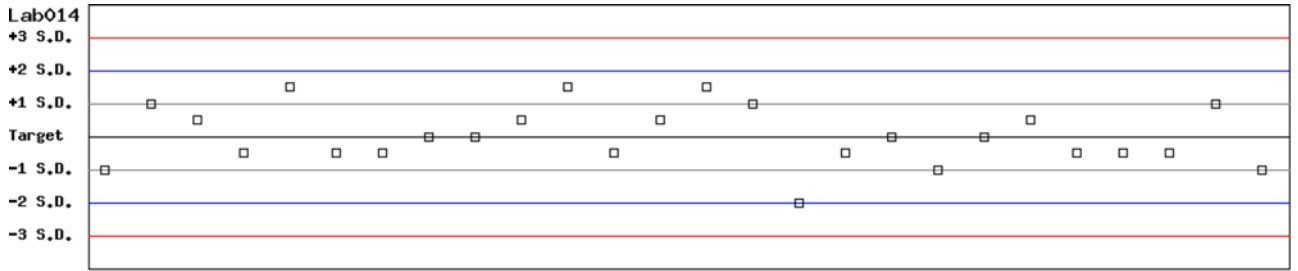 Lab014
+3 S.D.
+2 S.D.
+1 S.D.
Target
-1 S.D.
-2 S.D.
-3 S.D.